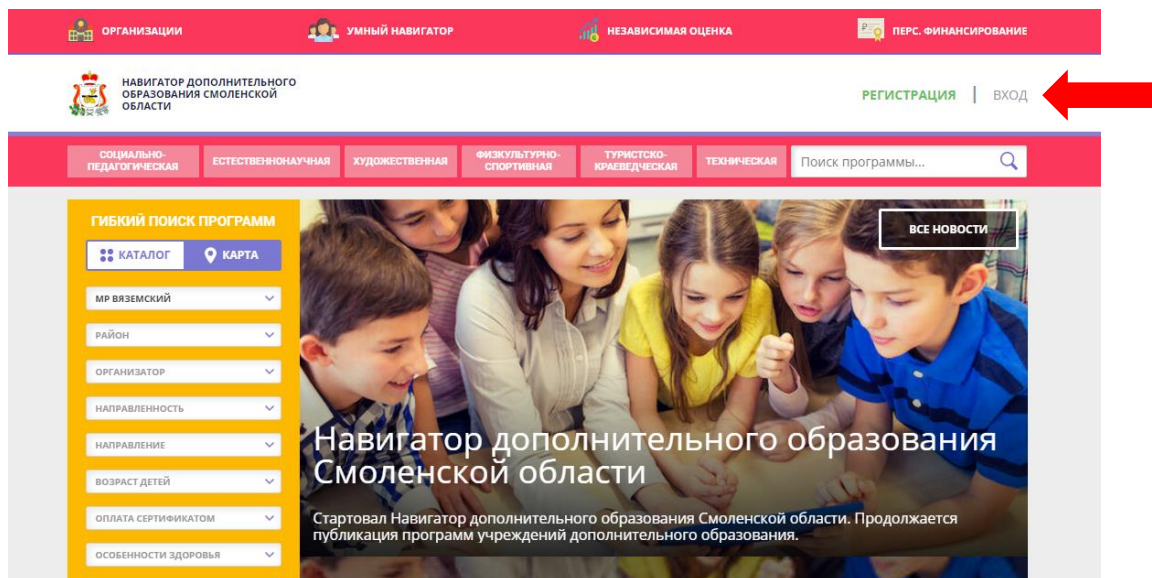 ОРГАНИЗАЦИИ
УМНЫЙ НАВИГАТОР
НЕЗАВИСИМАЯ ОЦЕНКА
ПЕРС. ФИНАНСИРОВАНИЕ
НАВИГАТОР ДОПОЛНИТЕЛЬНОГО
ОБРАЗОВАНИЯ СМОЛЕНСКОЙ
ОБЛАСТИ
РЕГИСТРАЦИЯ | ВХОД
СОЦИАЛЬНО-
ПЕДАГОГИЧЕСКАЯ
ЕСТЕСТВЕННОНАУЧНАЯ
ХУДОЖЕСТВЕННАЯ
ФИЗКУЛЬТУРНО-
СПОРТИВНАЯ
ТУРИСТСКО-
КРАЕВЕДЧЕСКАЯ
ТЕХНИЧЕСКАЯ
Поиск программы...
ГИБКИЙ ПОИСК ПРОГРАММ
КАТАЛОГ
КАРТА
МР ВЯЗЕМСКИЙ
РАЙОН
ОРГАНИЗАТОР
НАПРАВЛЕННОСТЬ
НАПРАВЛЕНИЕ
ВОЗРАСТ ДЕТЕЙ
ОПЛАТА СЕРТИФИКАТОМ
ОСОБЕННОСТИ ЗДОРОВЬЯ
ВСЕ НОВОСТИ
Навигатор дополнительного образования
Смоленской области
Стартовал Навигатор дополнительного образования Смоленской области. Продолжается
публикация программ учреждений дополнительного образования.